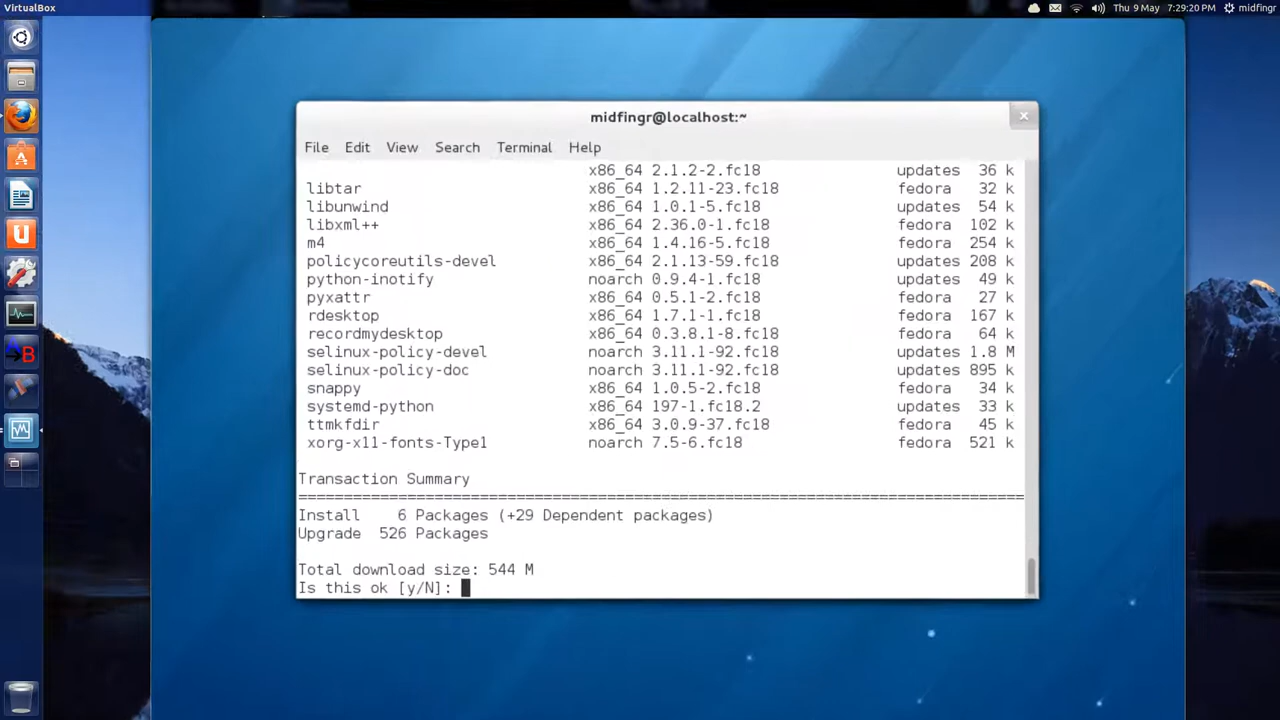 VirtualBox
Thu 9 May 7:29:20 PM midfingr
midfingr@localhost:~
File Edit View Search Terminal Help
x86_64 2.1.2-2.fc18 updates 36 k
libtar x86_64 1.2.11-23.fc18 fedora 32 k
libunwind x86_64 1.0.1-5.fc18 updates 54 k
libxml++ x86_64 2.36.0-1.fc18 fedora 102 k
m4 x86_64 1.4.16-5.fc18 updates 254 k
policycoreutils-devel x86_64 2.1.13-59.fc18 updates 208 k
python-inotify noarch 0.9.4-1.fc18 updates 49 k
pyxattr x86_64 0.5.1-2.fc18 fedora 27 k
rdesktop x86_64 1.7.1-1.fc18 fedora 167 k
recordmydesktop x86_64 0.3.8.1-8.fc18 fedora 64 k
selinux-policy-devel noarch 3.11.1-92.fc18 updates 1.8 M
selinux-policy-doc noarch 3.11.1-92.fc18 updates 895 k
snappy x86_64 1.0.5-2.fc18 fedora 34 k
systemd-python x86_64 197-1.fc18.2 updates 33 k
ttmkfdir x86_64 3.0.9-37.fc18 fedora 45 k
xorg-x11-fonts-Type1 noarch 7.5-6.fc18 fedora 521 k
Transaction Summary
================================================================================
Install 6 Packages (+29 Dependent packages)
Upgrade 526 Packages
Total download size: 544 M
Is this ok [y/N]:
A
B